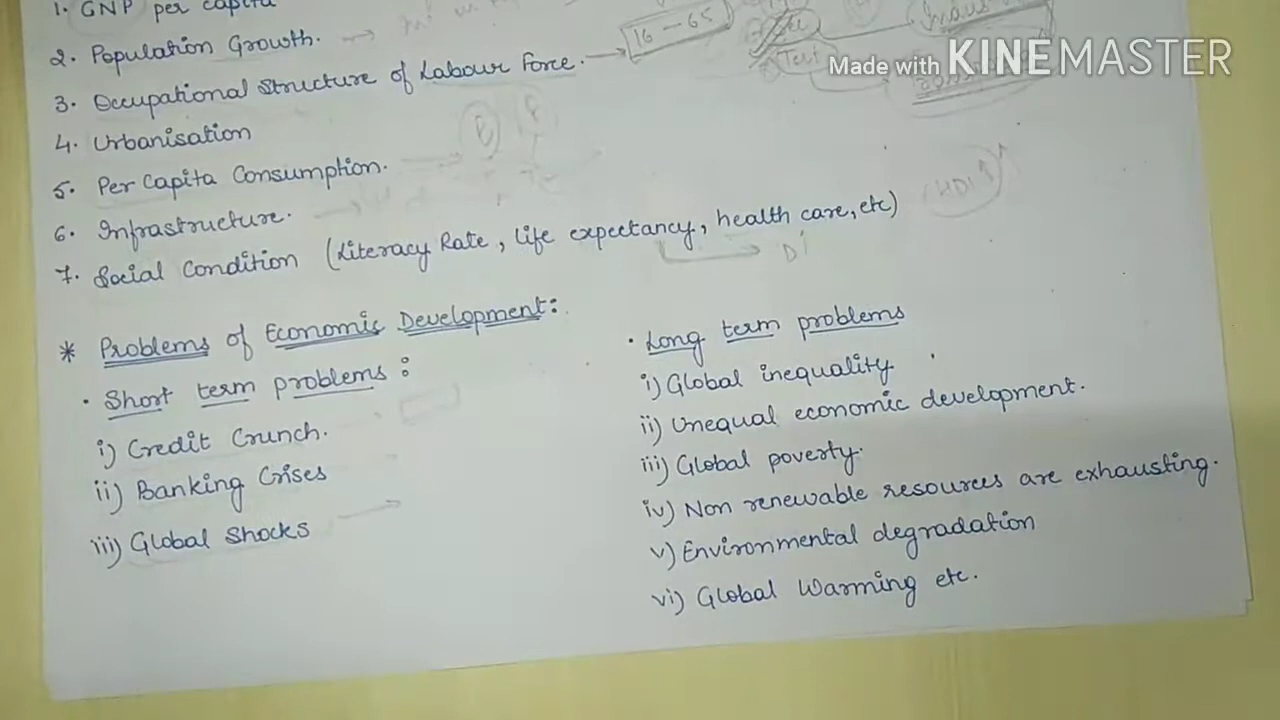 1. GNP per capita
2. Population Growth.
3. Occupational Structure of Labour Force. 16-65
4. Urbanisation
5. Per Capita Consumption.
6. Infrastructure.
7. Social Condition (Literacy Rate, life expectancy, health care, etc)
HDI
Made with KINEMASTER
* Problems of Economic Development:
• Short term problems:
i) Credit Crunch.
ii) Banking Crises
iii) Global Shocks
• Long term problems
i) Global inequality
ii) Unequal economic development.
iii) Global poverty.
iv) Non renewable resources are exhausting.
v) Environmental degradation
vi) Global Warming etc.